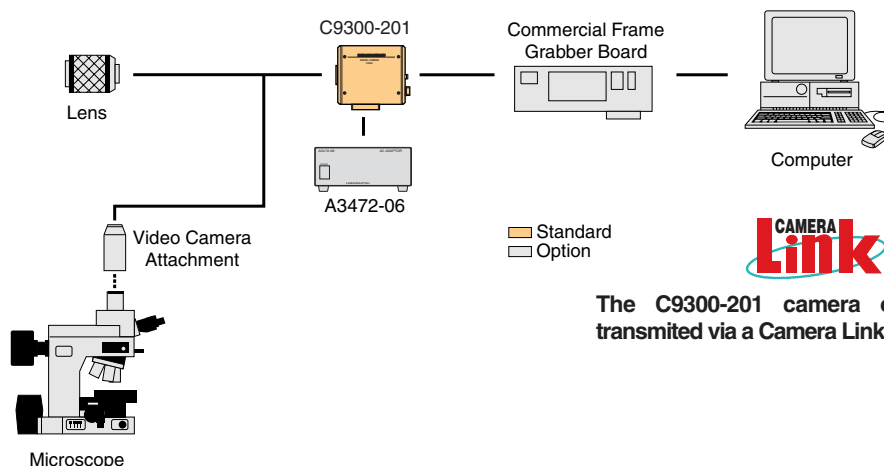 C9300-201
Commercial Frame
Grabber Board
Lens
Computer
A3472-06
Video Camera
Attachment
Standard
Option
CAMERA
Link
The C9300-201 camera
transmited via a Camera Link
Microscope